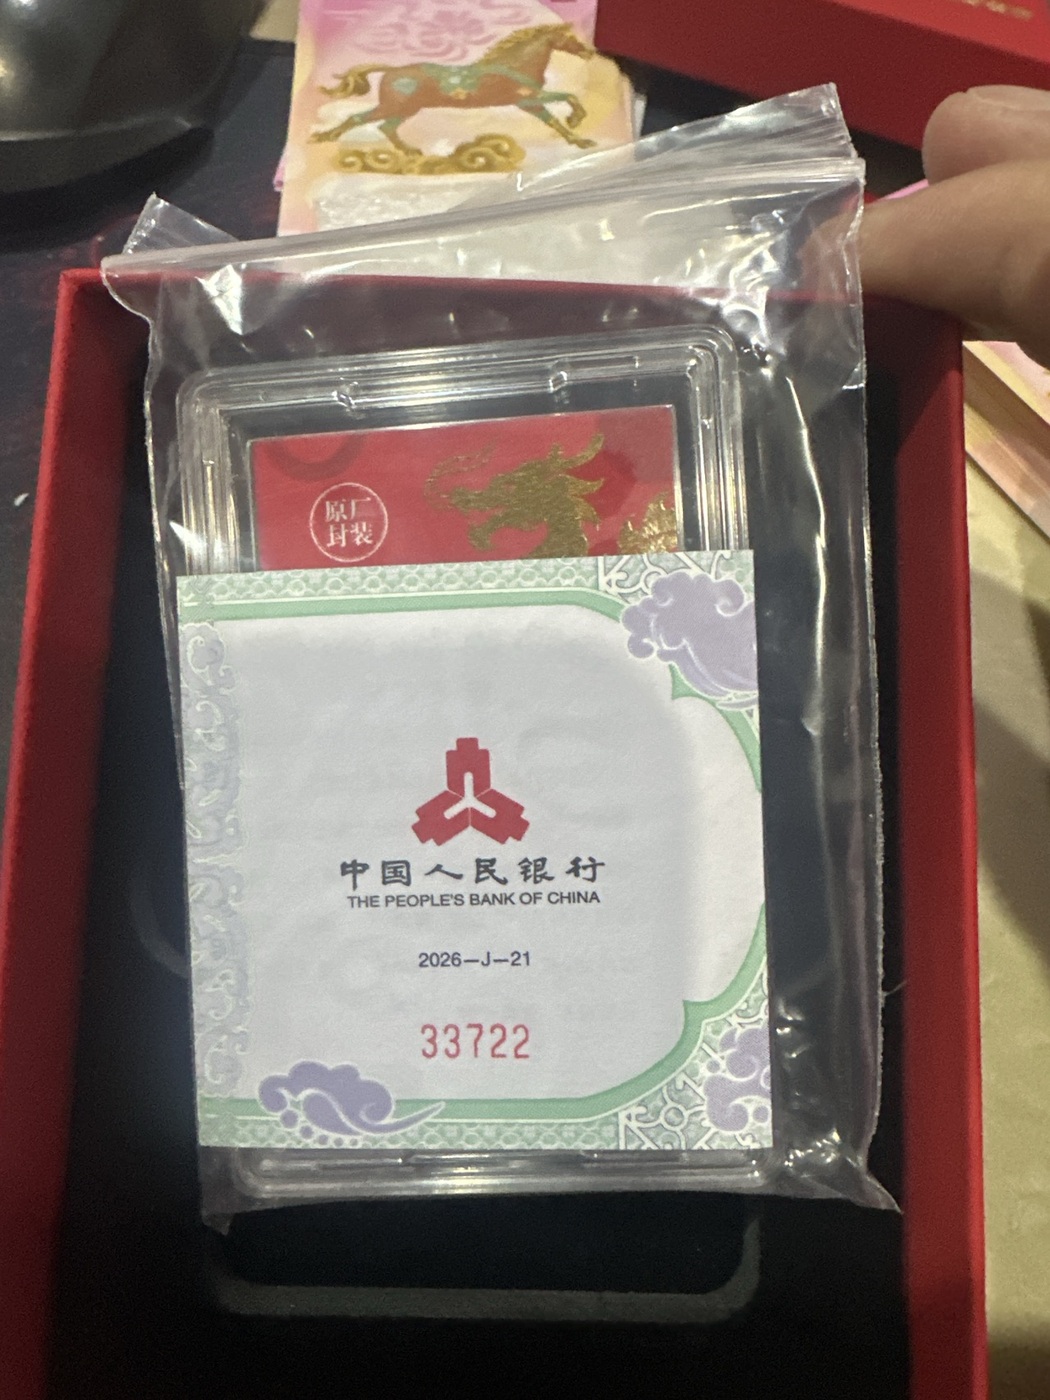 原厂
封装
中国人民银行
THE PEOPLE'S BANK OF CHINA
2026—J—21
33722